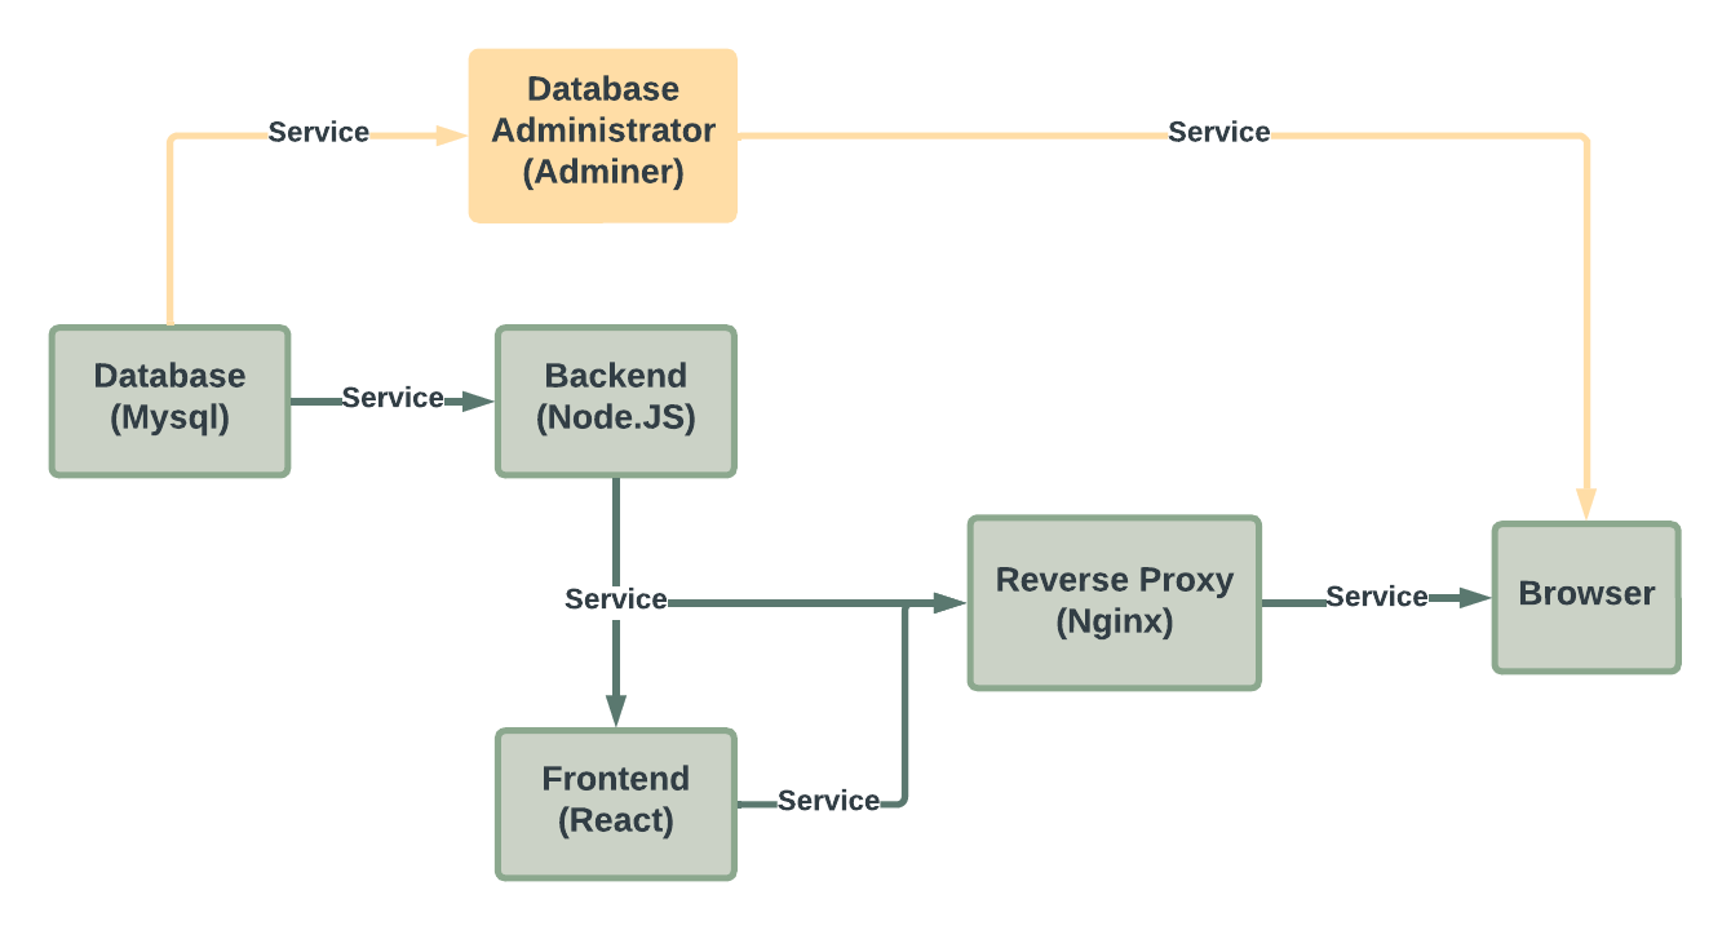 Database
Administrator
(Adminer)
Service
Service
Database
(Mysql)
Service
Backend
(Node.JS)
Service
Reverse Proxy
(Nginx)
Service
Browser
Frontend
(React)
Service